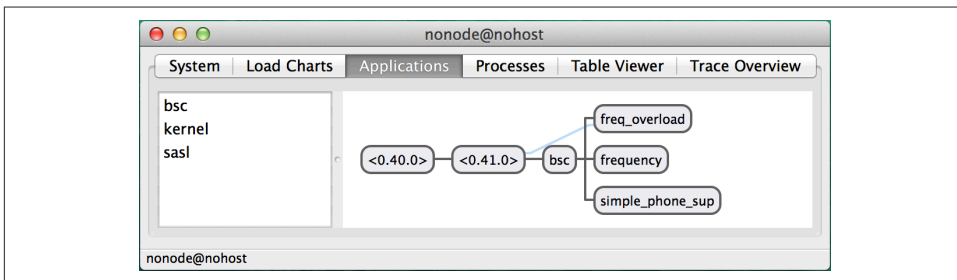 nonode@nohost
System Load Charts Applications Processes Table Viewer Trace Overview
bsc
kernel
sasl
<0.40.0> <0.41.0> bsc
freq_overload
frequency
simple_phone_sup
nonode@nohost